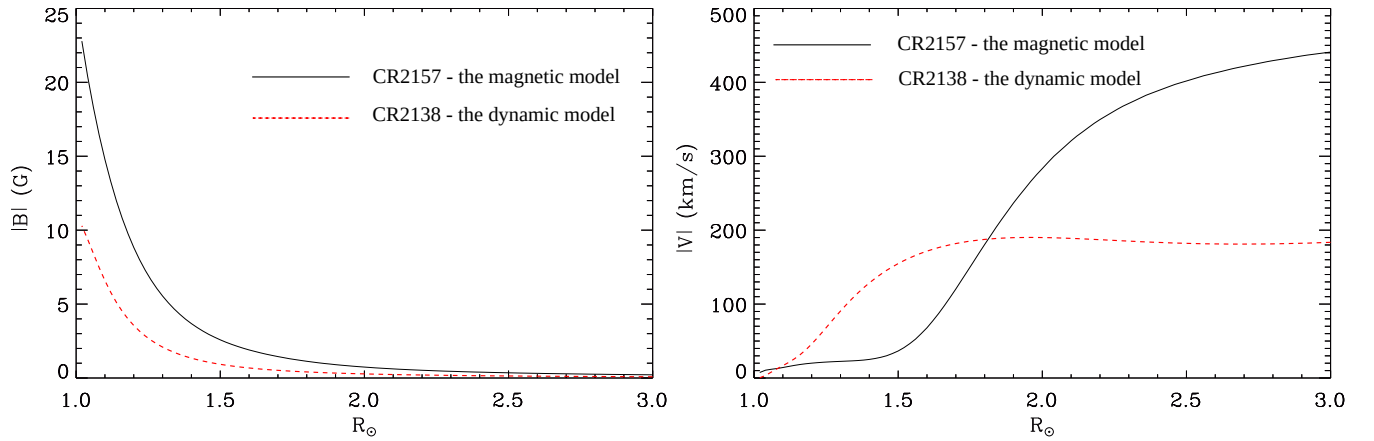 25
20
15
10
5
0
|B| (G)
CR2157 - the magnetic model
CR2138 - the dynamic model
1.0 1.5 2.0 2.5 3.0
R☉
500
400
300
200
100
0
|V| (km/s)
CR2157 - the magnetic model
CR2138 - the dynamic model
1.0 1.5 2.0 2.5 3.0
R☉